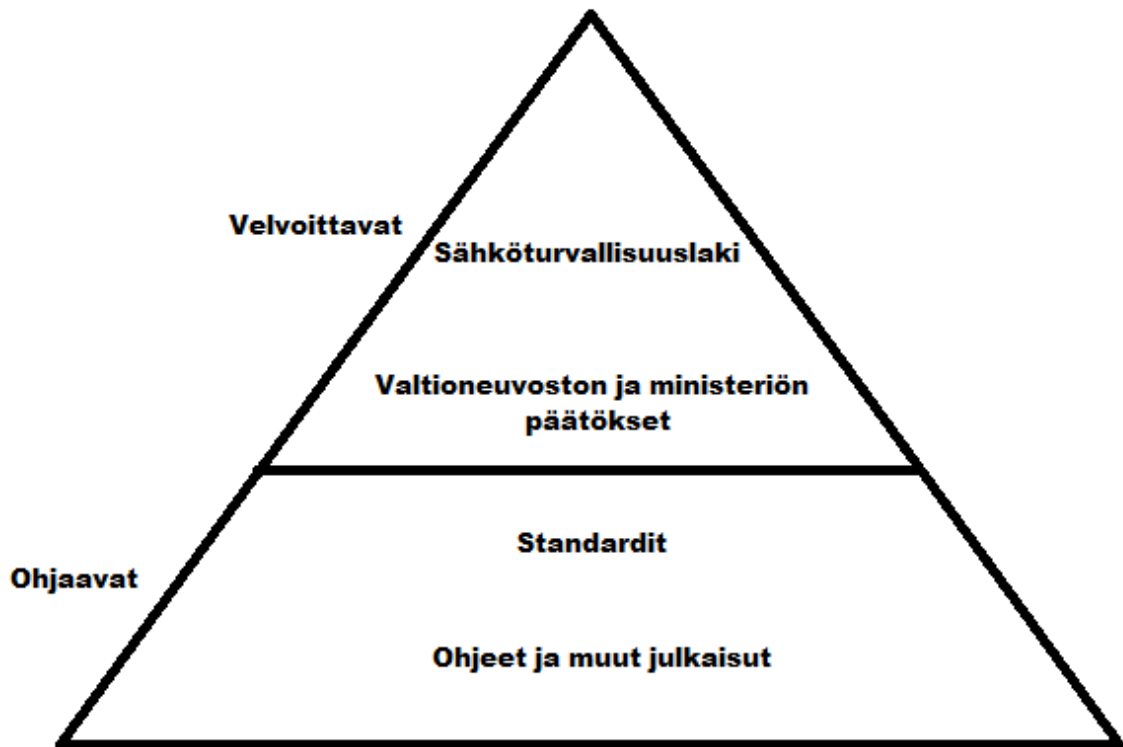 Velvoittavat
Sähköturvallisuuslaki
Valtioneuvoston ja ministeriön
päätökset
Standardit
Ohjaavat
Ohjeet ja muut julkaisut